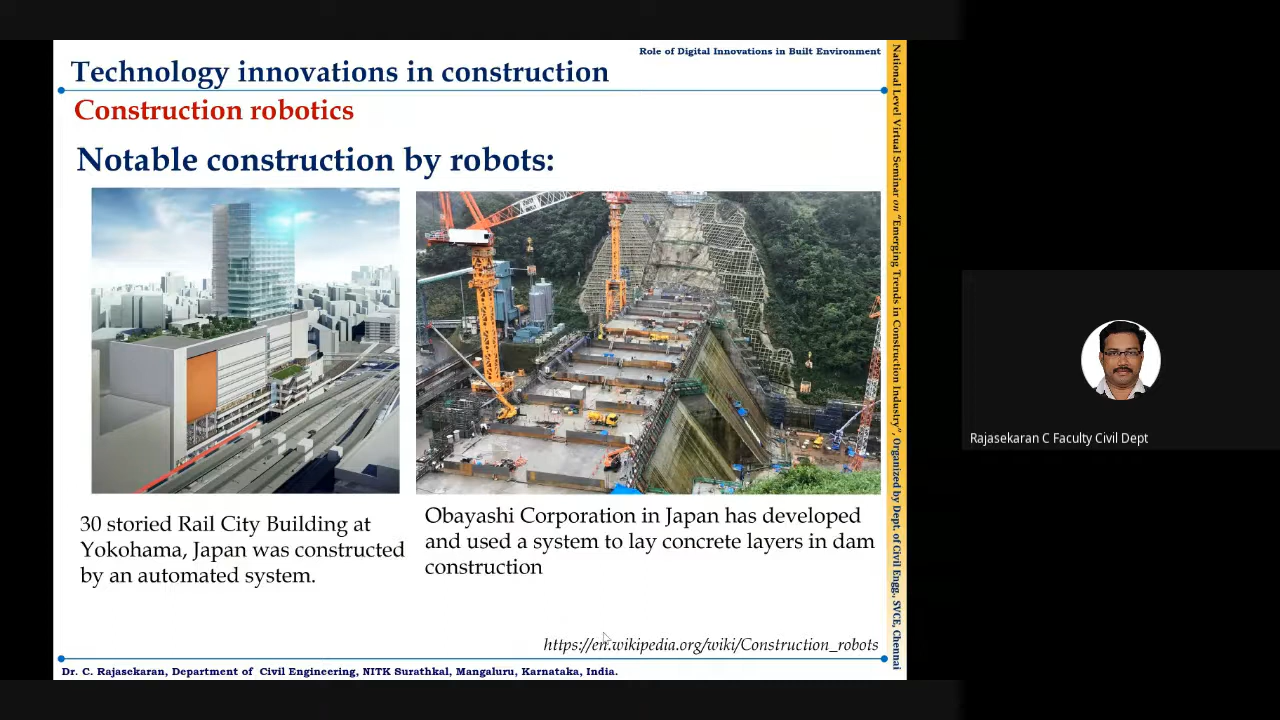 Role of Digital Innovations in Built Environment
Technology innovations in construction
Construction robotics
Notable construction by robots:
30 storied Rail City Building at
Yokohama, Japan was constructed
by an automated system.
Obayashi Corporation in Japan has developed
and used a system to lay concrete layers in dam
construction
https://en.wikipedia.org/wiki/Construction_robots
Dr. C. Rajasekaran, Department of Civil Engineering, NITK Surathkal, Mangaluru, Karnataka, India.
National Level Virtual Seminar on "Emerging Trends in Construction Industry", Organized by Dept. of Civil Engg., SVCE, Chennai
Rajasekaran C Faculty Civil Dept